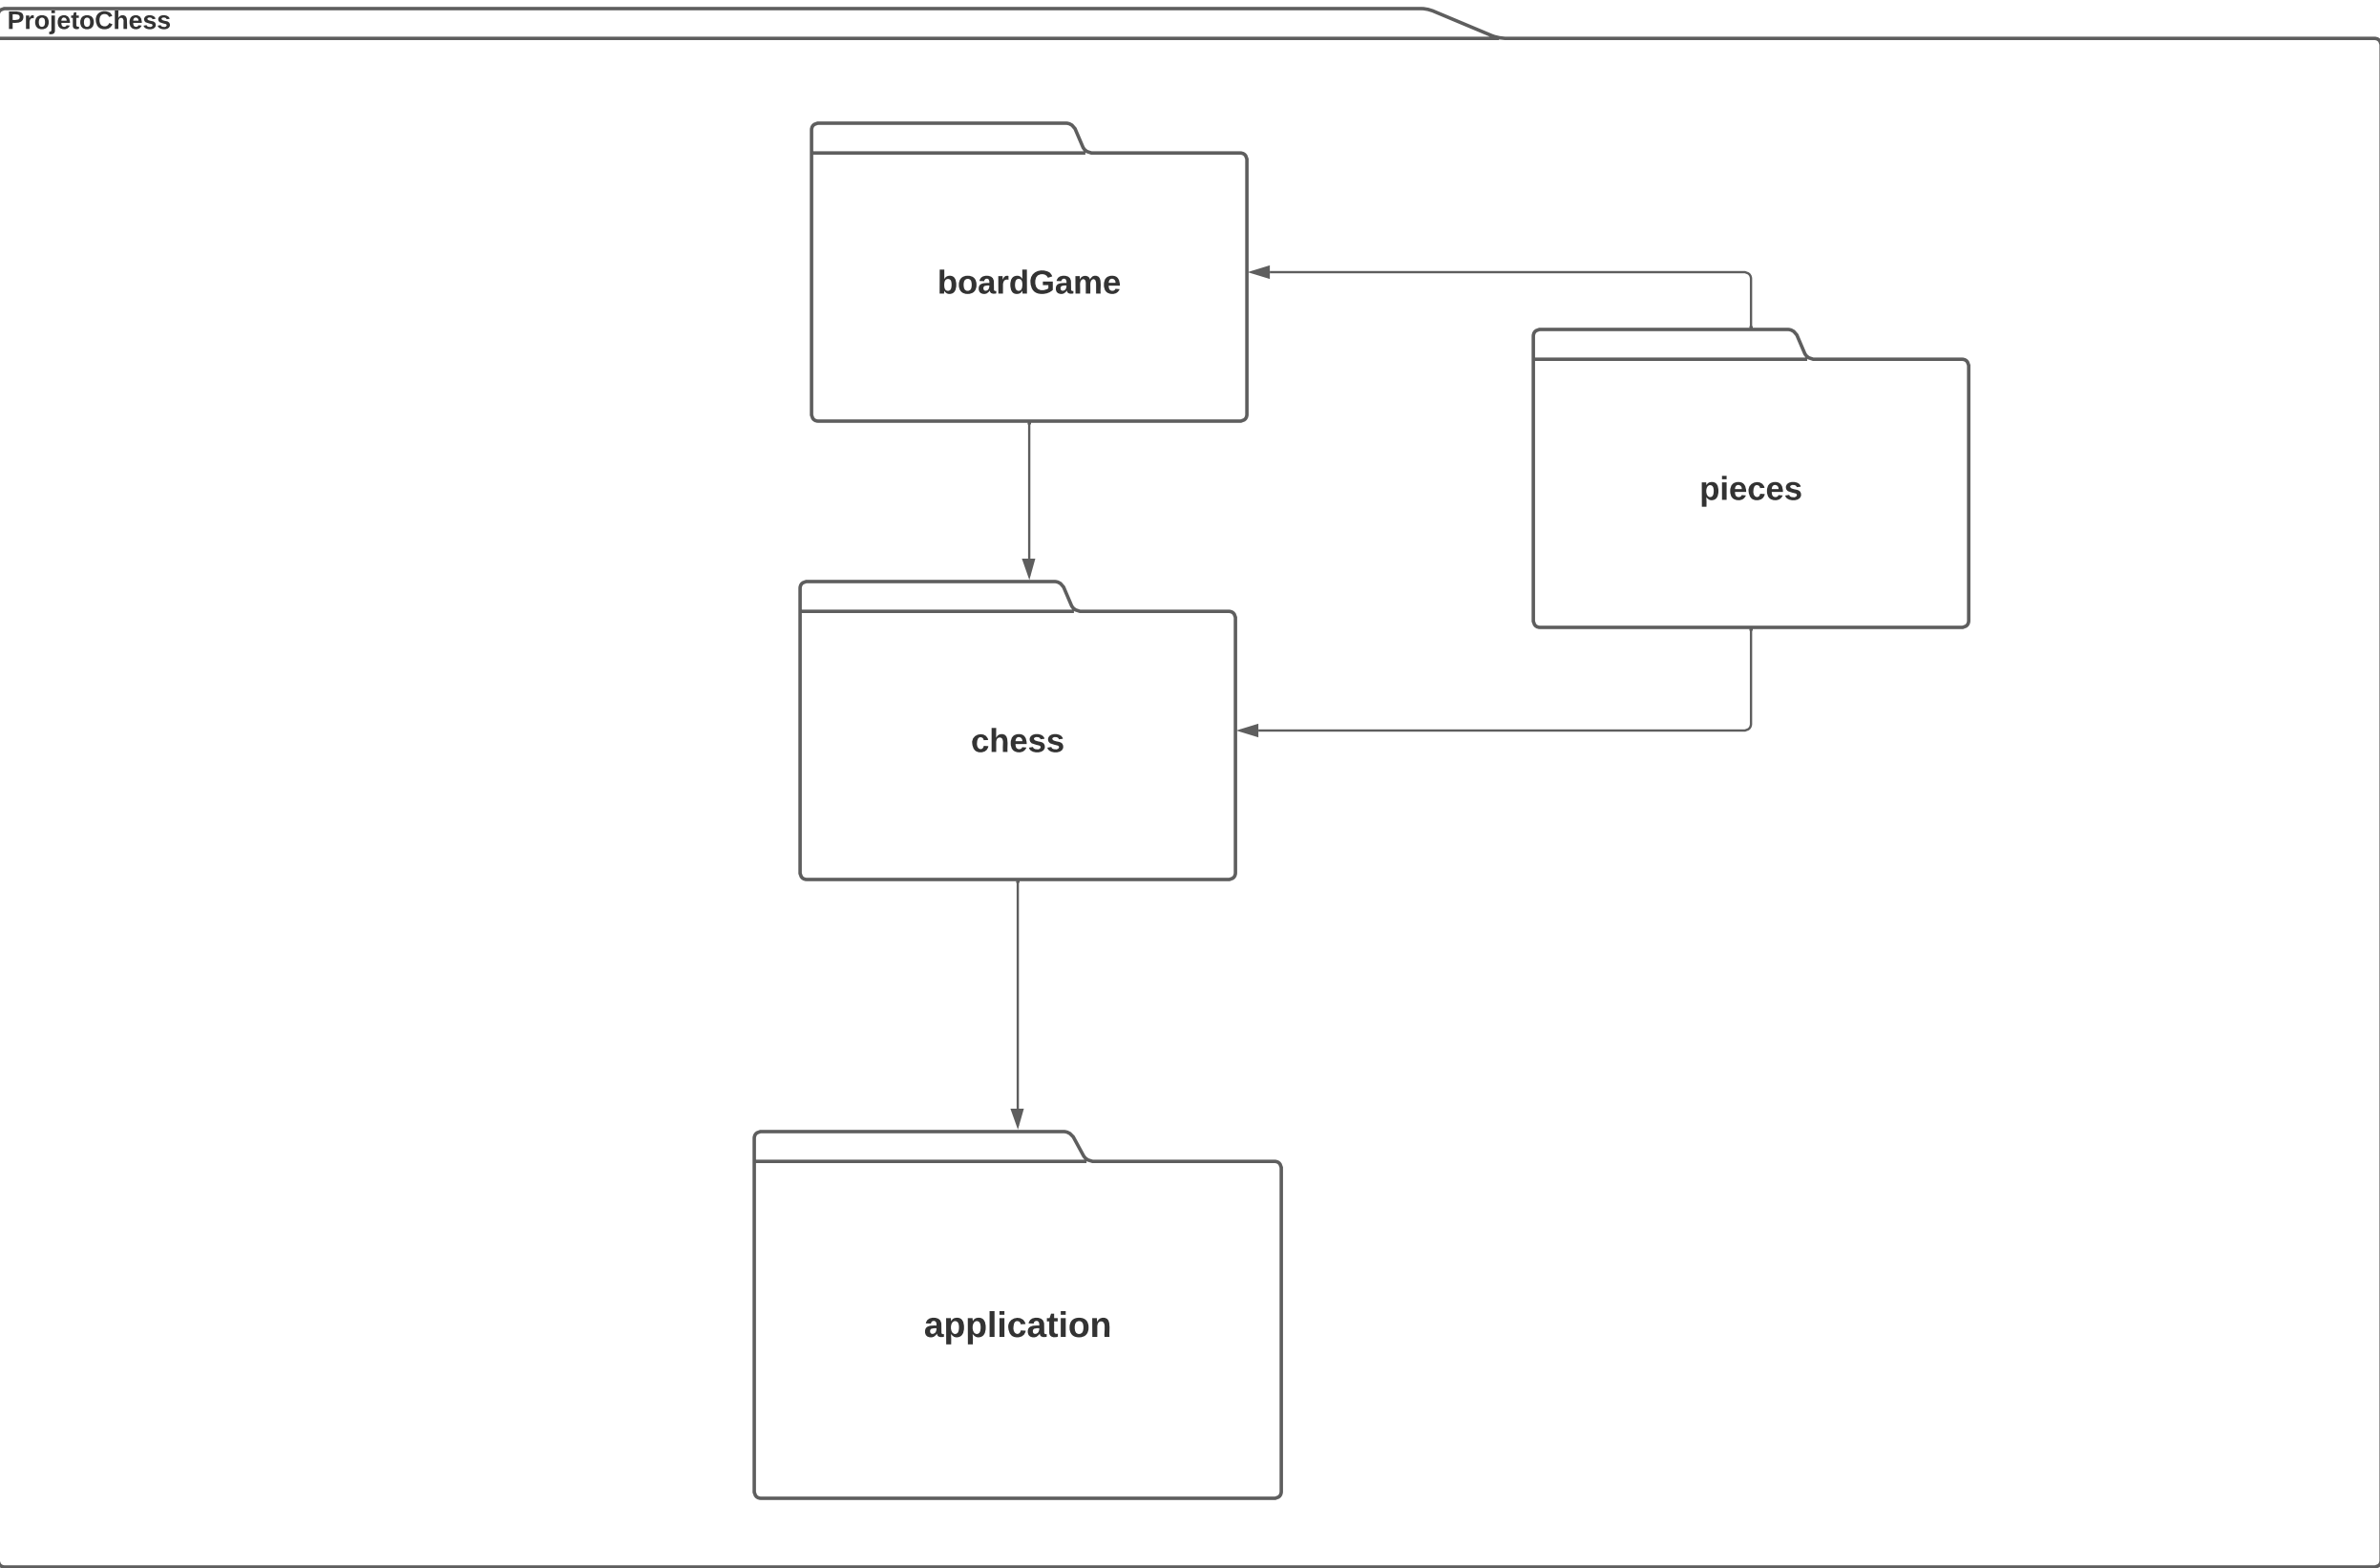 ProjetoChess
boardGame
pieces
chess
application